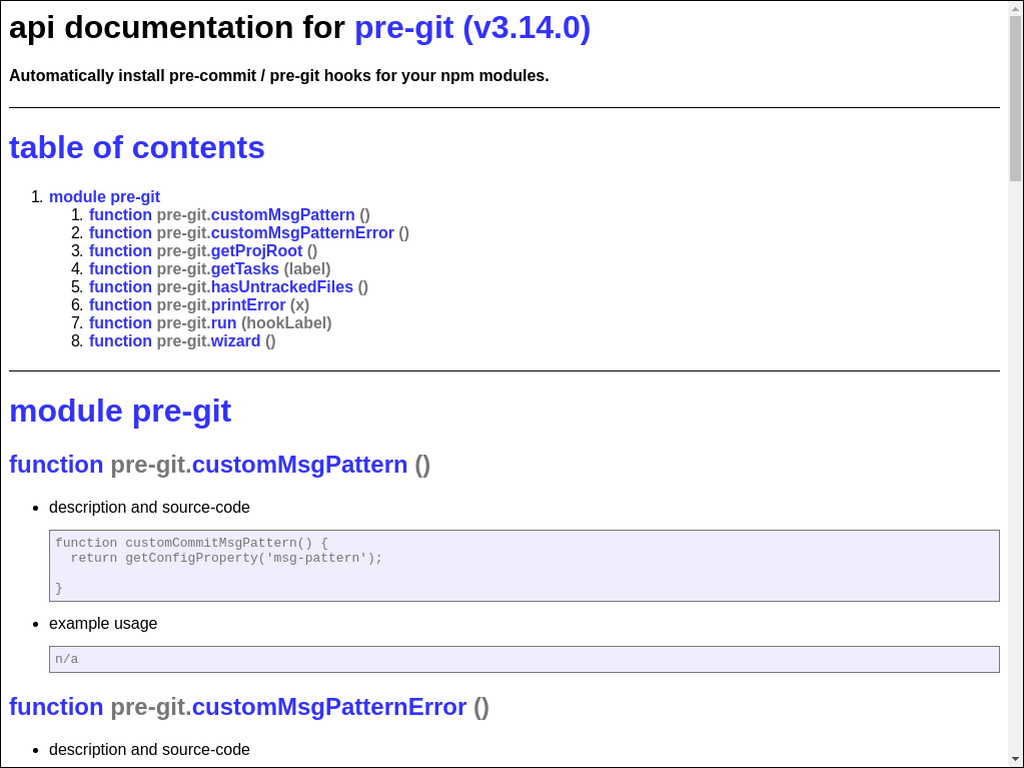 api documentation for pre-git (v3.14.0)
Automatically install pre-commit / pre-git hooks for your npm modules.
table of contents
1. module pre-git
1. function pre-git.customMsgPattern ()
2. function pre-git.customMsgPatternError ()
3. function pre-git.getProjRoot ()
4. function pre-git.getTasks (label)
5. function pre-git.hasUntrackedFiles ()
6. function pre-git.printError (x)
7. function pre-git.run (hookLabel)
8. function pre-git.wizard ()
module pre-git
function pre-git.customMsgPattern ()
• description and source-code
function customCommitMsgPattern() {
  return getConfigProperty('msg-pattern');
}
• example usage
n/a
function pre-git.customMsgPatternError ()
• description and source-code